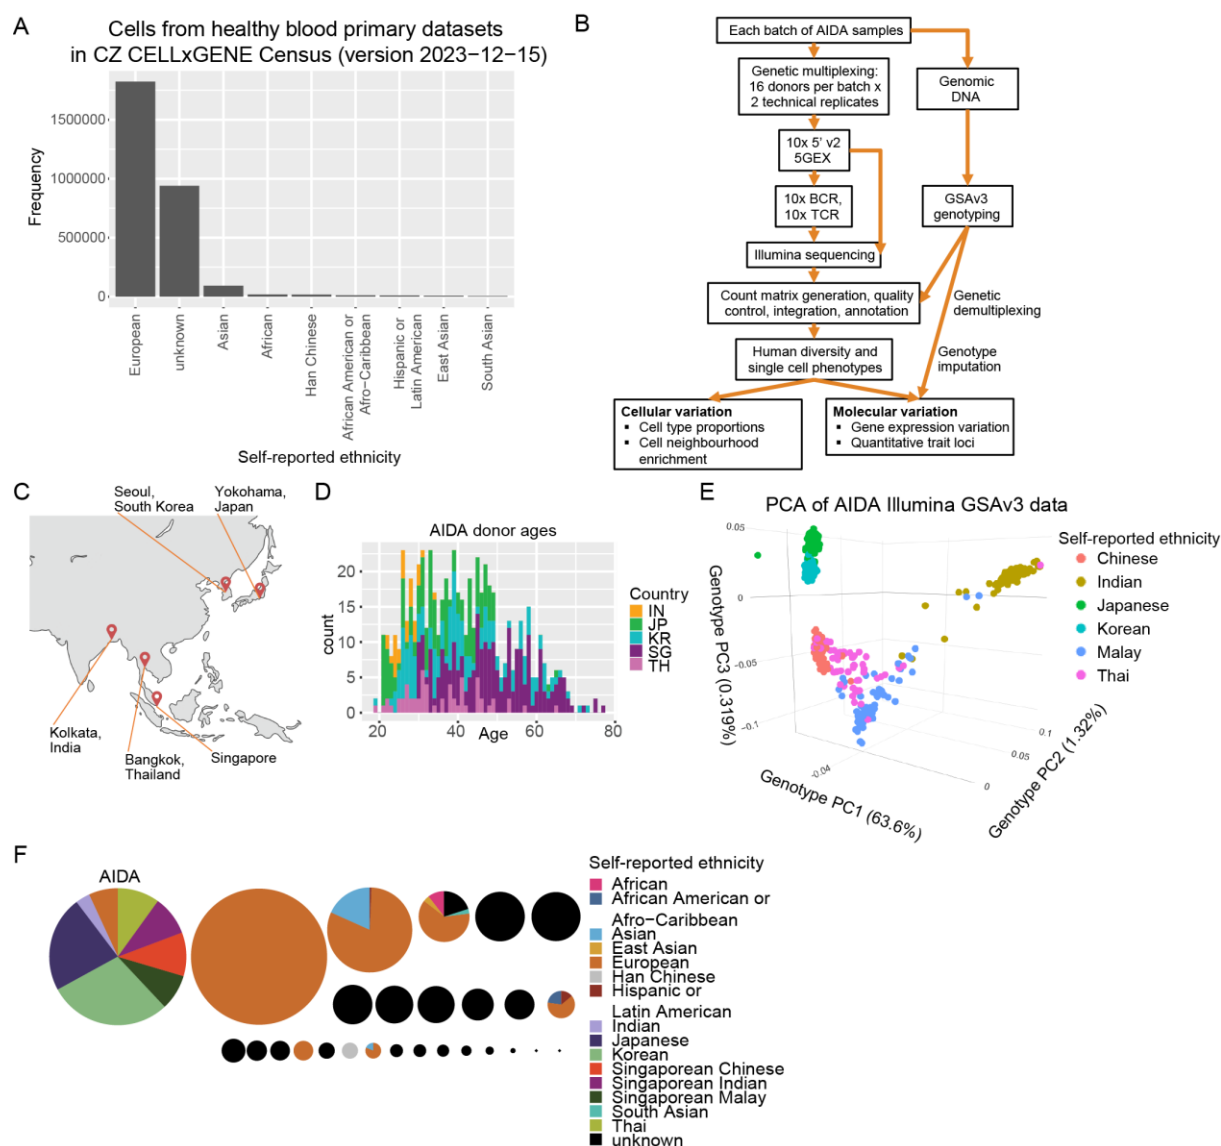 A
Cells from healthy blood primary datasets
in CZ CELLxGENE Census (version 2023−12−15)
Frequency
1500000
1000000
500000
0
European
unknown
Asian
African
Han Chinese
African American or
Afro−Caribbean
Hispanic or
Latin American
East Asian
South Asian
Self-reported ethnicity
B
Each batch of AIDA samples
Genetic multiplexing:
16 donors per batch x
2 technical replicates
Genomic
DNA
10x 5' v2
5GEX
10x BCR,
10x TCR
GSAv3
genotyping
Illumina sequencing
Count matrix generation, quality
control, integration, annotation
Genetic
demultiplexing
Human diversity and
single cell phenotypes
Genotype
imputation
Cellular variation
▪ Cell type proportions
▪ Cell neighbourhood
enrichment
Molecular variation
▪ Gene expression variation
▪ Quantitative trait loci
C
Seoul,
South Korea
Yokohama,
Japan
Kolkata,
India
Bangkok,
Thailand
Singapore
D
AIDA donor ages
count
20
15
10
5
0
20
40
60
80
Age
Country
IN
JP
KR
SG
TH
E
PCA of AIDA Illumina GSAv3 data
Genotype PC3 (0.319%)
0.05
0
−0.05
−0.1
−0.04
0
Genotype PC1 (63.6%)
0.1
0.05
Genotype PC2 (1.32%)
Self-reported ethnicity
Chinese
Indian
Japanese
Korean
Malay
Thai
F
AIDA
Self-reported ethnicity
African
African American or
Afro−Caribbean
Asian
East Asian
European
Han Chinese
Hispanic or
Latin American
Indian
Japanese
Korean
Singaporean Chinese
Singaporean Indian
Singaporean Malay
South Asian
Thai
unknown